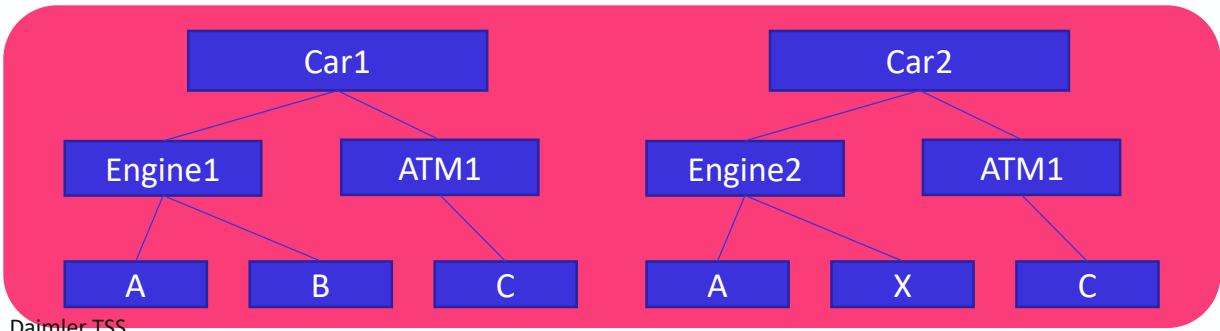 Car1 Car2
Engine1 ATM1 Engine2 ATM1
A B C A X C
Daimler TSS